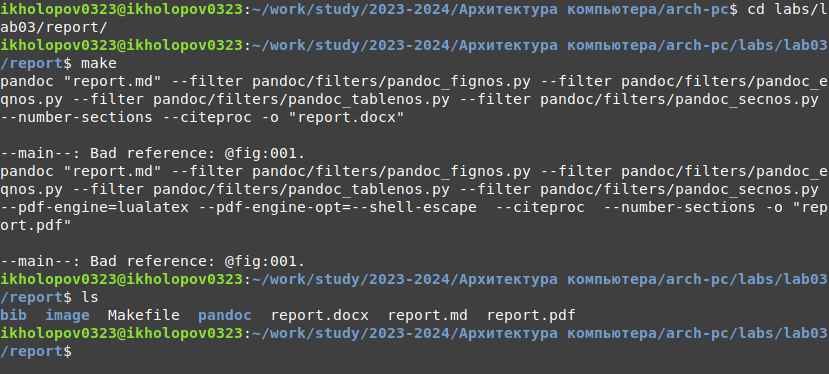 ikholopov0323@ikholopov0323:~/work/study/2023-2024/Архитектура компьютера/arch-pc$ cd labs/l
ab03/report/
ikholopov0323@ikholopov0323:~/work/study/2023-2024/Архитектура компьютера/arch-pc/labs/lab03
/report$ make
pandoc "report.md" --filter pandoc/filters/pandoc_fignos.py --filter pandoc/filters/pandoc_e
qnos.py --filter pandoc/filters/pandoc_tablenos.py --filter pandoc/filters/pandoc_secnos.py
--number-sections --citeproc -o "report.docx"
--main--: Bad reference: @fig:001.
pandoc "report.md" --filter pandoc/filters/pandoc_fignos.py --filter pandoc/filters/pandoc_e
qnos.py --filter pandoc/filters/pandoc_tablenos.py --filter pandoc/filters/pandoc_secnos.py
--pdf-engine=lualatex --pdf-engine-opt=--shell-escape  --citeproc  --number-sections -o "rep
ort.pdf"
--main--: Bad reference: @fig:001.
ikholopov0323@ikholopov0323:~/work/study/2023-2024/Архитектура компьютера/arch-pc/labs/lab03
/report$ ls
bib  image  Makefile  pandoc  report.docx  report.md  report.pdf
ikholopov0323@ikholopov0323:~/work/study/2023-2024/Архитектура компьютера/arch-pc/labs/lab03
/report$